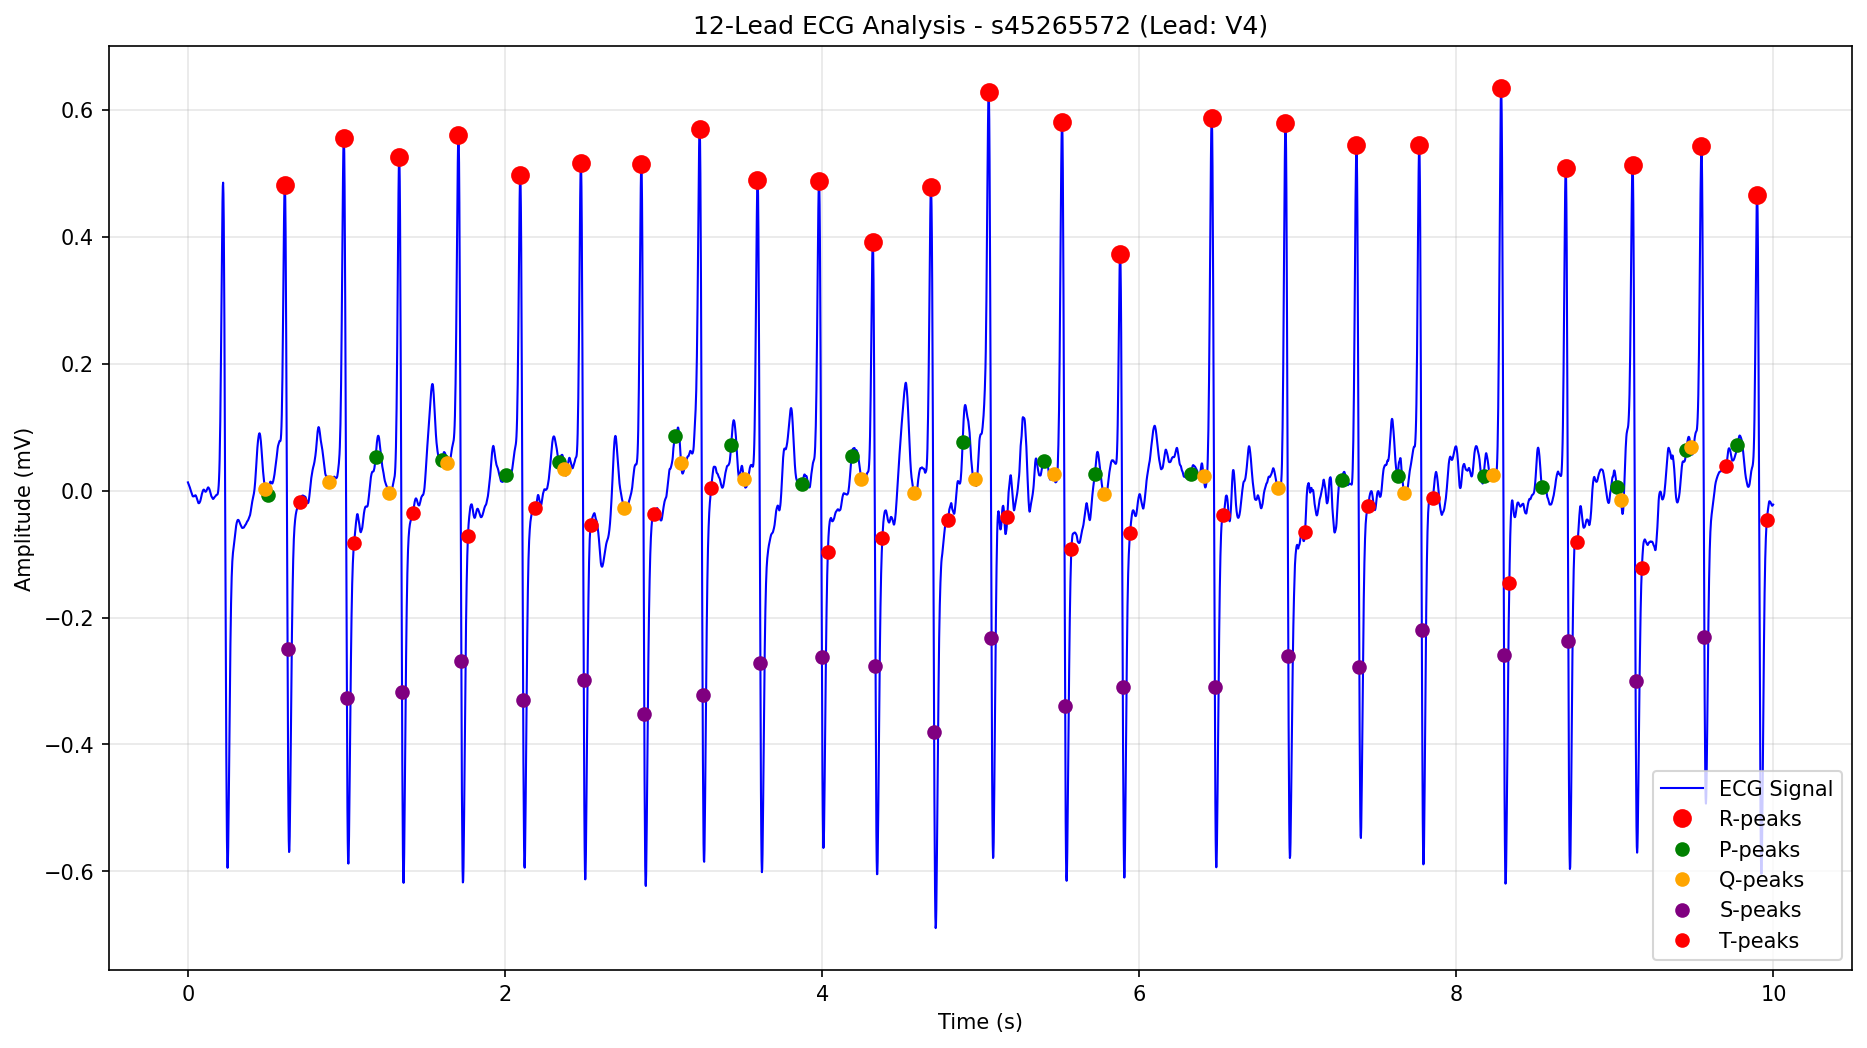 12-Lead ECG Analysis - s45265572 (Lead: V4)
Amplitude (mV)
0.6
0.4
0.2
0.0
−0.2
−0.4
−0.6
0 2 4 6 8 10
Time (s)
ECG Signal
R-peaks
P-peaks
Q-peaks
S-peaks
T-peaks